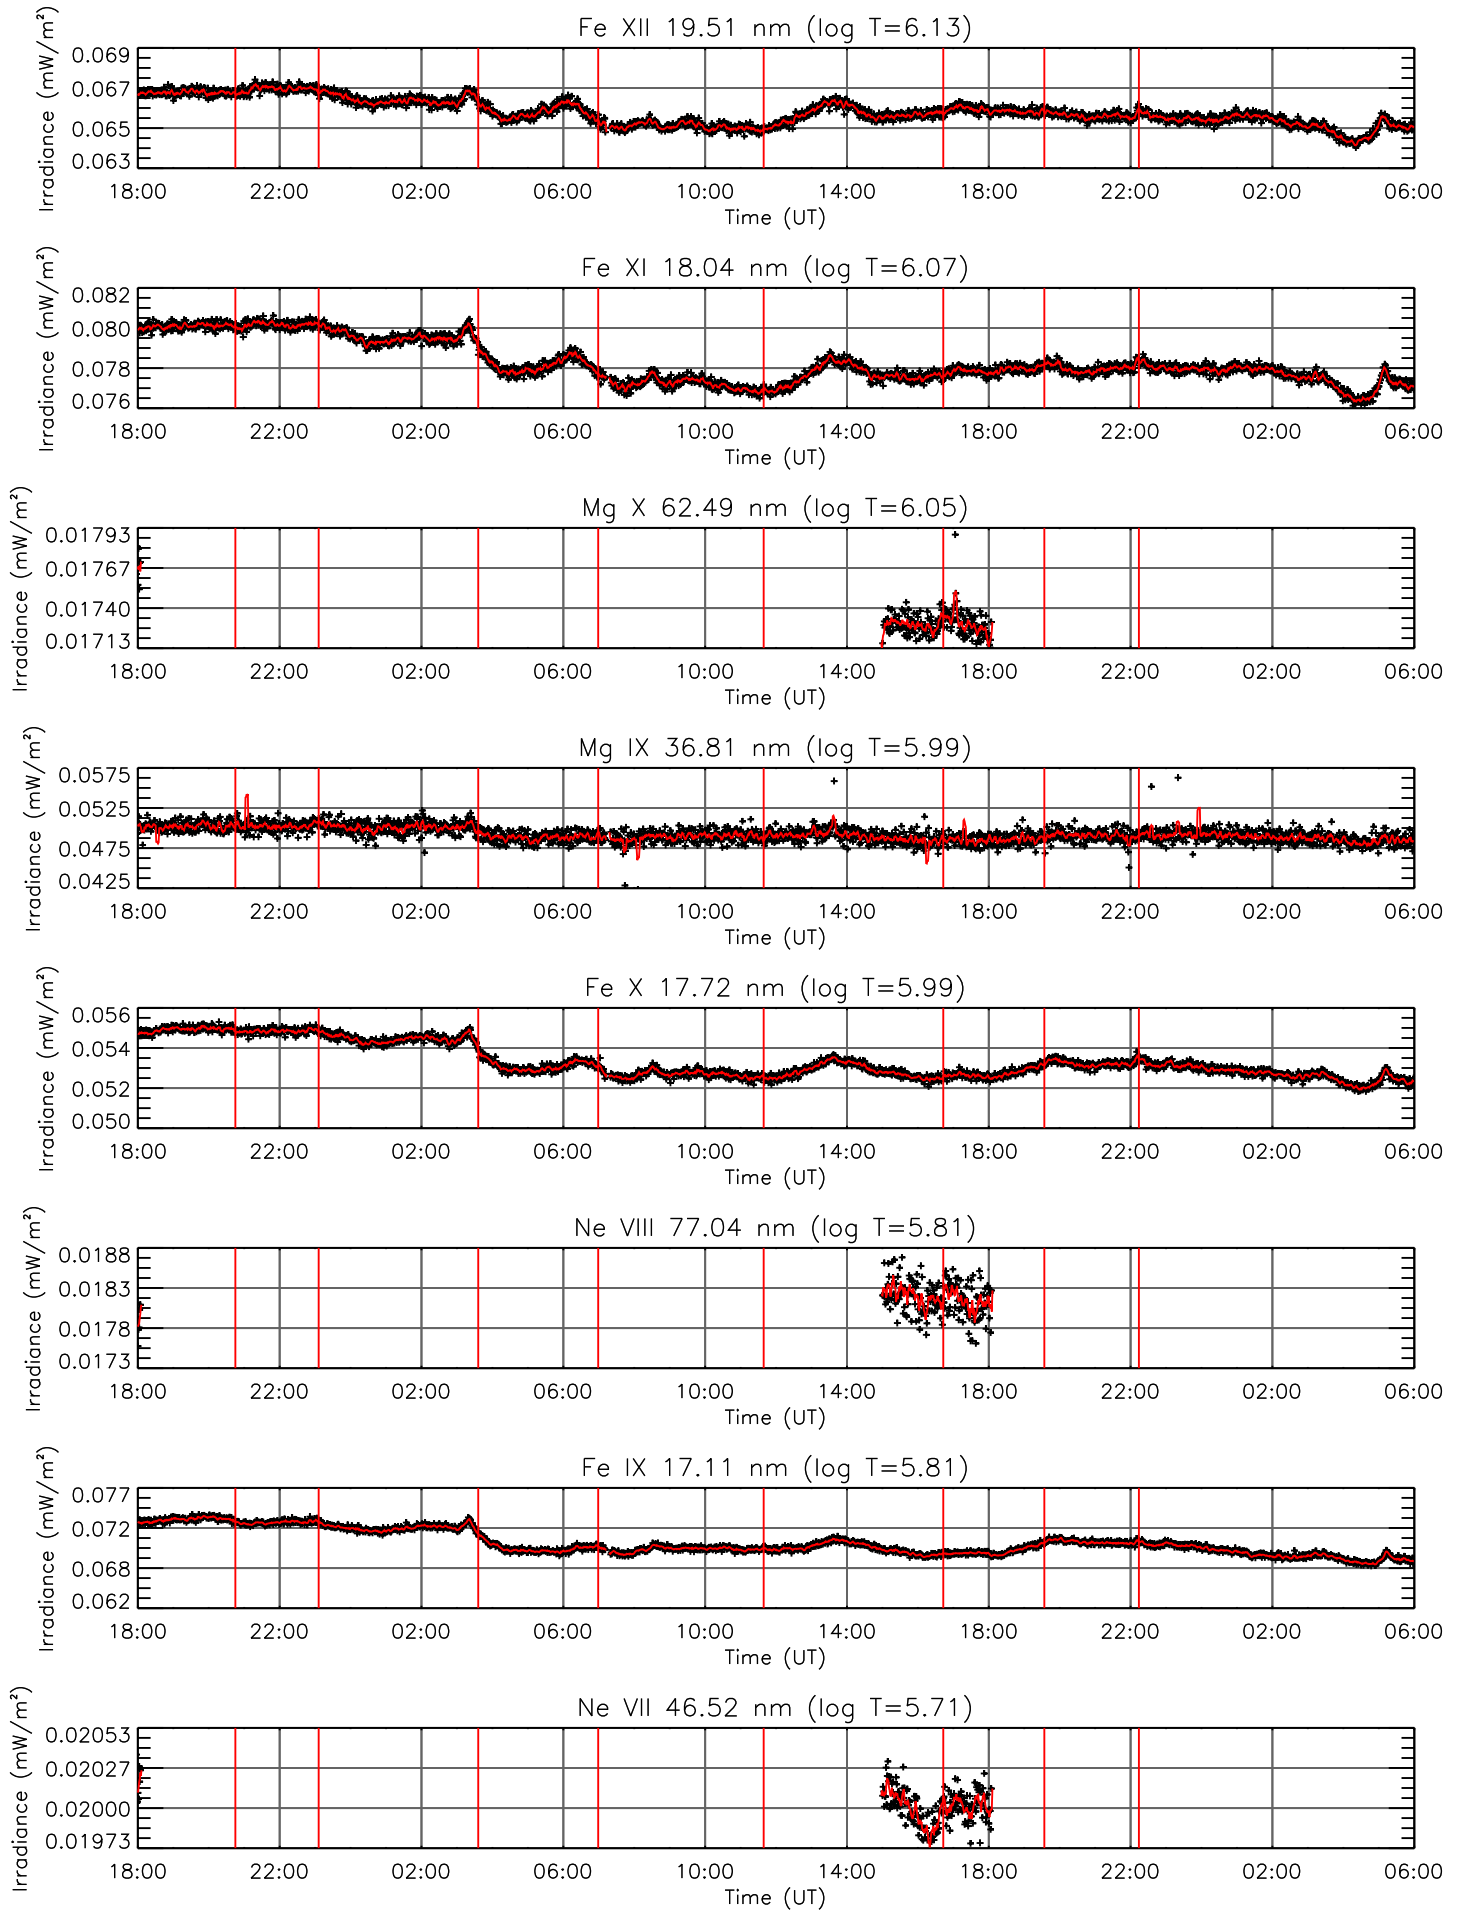 Fe XII 19.51 nm (log T=6.13)
Irradiance (mW/m²)
0.069
0.067
0.065
0.063
18:00 22:00 02:00 06:00 10:00 14:00 18:00 22:00 02:00 06:00
Time (UT)
Fe XI 18.04 nm (log T=6.07)
Irradiance (mW/m²)
0.082
0.080
0.078
0.076
18:00 22:00 02:00 06:00 10:00 14:00 18:00 22:00 02:00 06:00
Time (UT)
Mg X 62.49 nm (log T=6.05)
Irradiance (mW/m²)
0.01793
0.01767
0.01740
0.01713
18:00 22:00 02:00 06:00 10:00 14:00 18:00 22:00 02:00 06:00
Time (UT)
Mg IX 36.81 nm (log T=5.99)
Irradiance (mW/m²)
0.0575
0.0525
0.0475
0.0425
18:00 22:00 02:00 06:00 10:00 14:00 18:00 22:00 02:00 06:00
Time (UT)
Fe X 17.72 nm (log T=5.99)
Irradiance (mW/m²)
0.056
0.054
0.052
0.050
18:00 22:00 02:00 06:00 10:00 14:00 18:00 22:00 02:00 06:00
Time (UT)
Ne VIII 77.04 nm (log T=5.81)
Irradiance (mW/m²)
0.0188
0.0183
0.0178
0.0173
18:00 22:00 02:00 06:00 10:00 14:00 18:00 22:00 02:00 06:00
Time (UT)
Fe IX 17.11 nm (log T=5.81)
Irradiance (mW/m²)
0.077
0.072
0.068
0.062
18:00 22:00 02:00 06:00 10:00 14:00 18:00 22:00 02:00 06:00
Time (UT)
Ne VII 46.52 nm (log T=5.71)
Irradiance (mW/m²)
0.02053
0.02027
0.02000
0.01973
18:00 22:00 02:00 06:00 10:00 14:00 18:00 22:00 02:00 06:00
Time (UT)